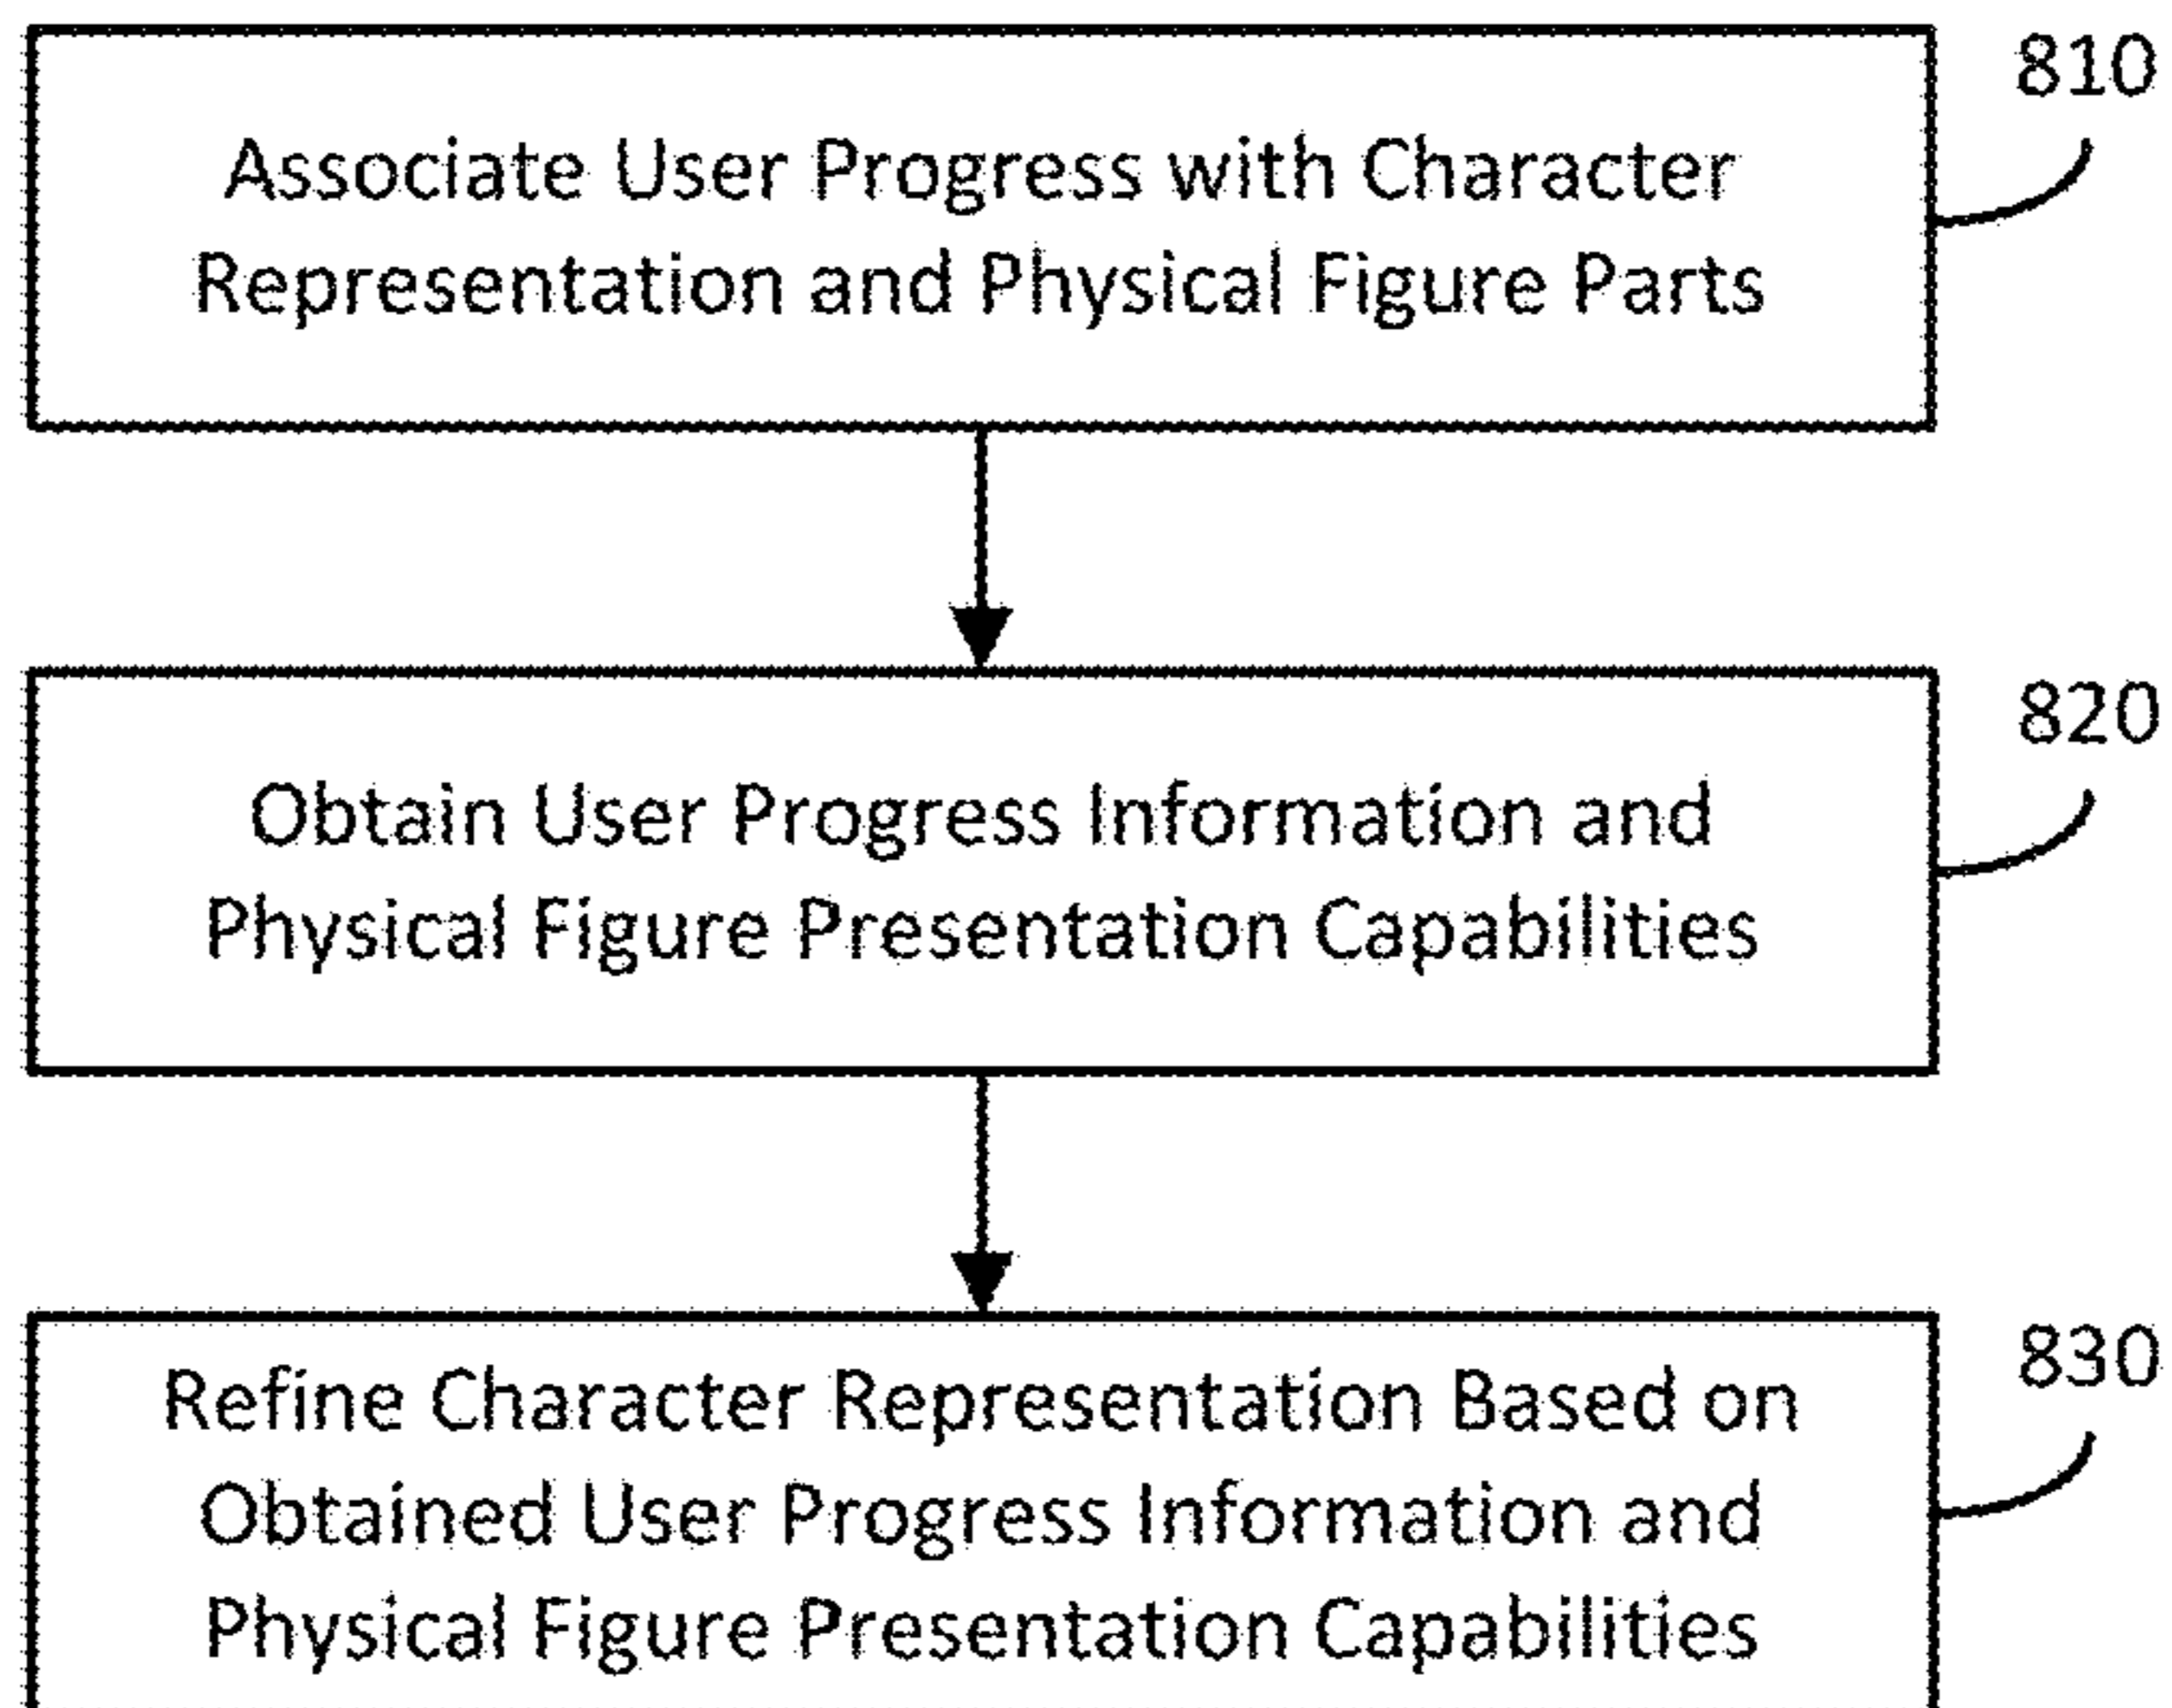 810
Associate User Progress with Character
Representation and Physical Figure Parts
820
Obtain User Progress Information and
Physical Figure Presentation Capabilities
830
Refine Character Representation Based on
Obtained User Progress Information and
Physical Figure Presentation Capabilities